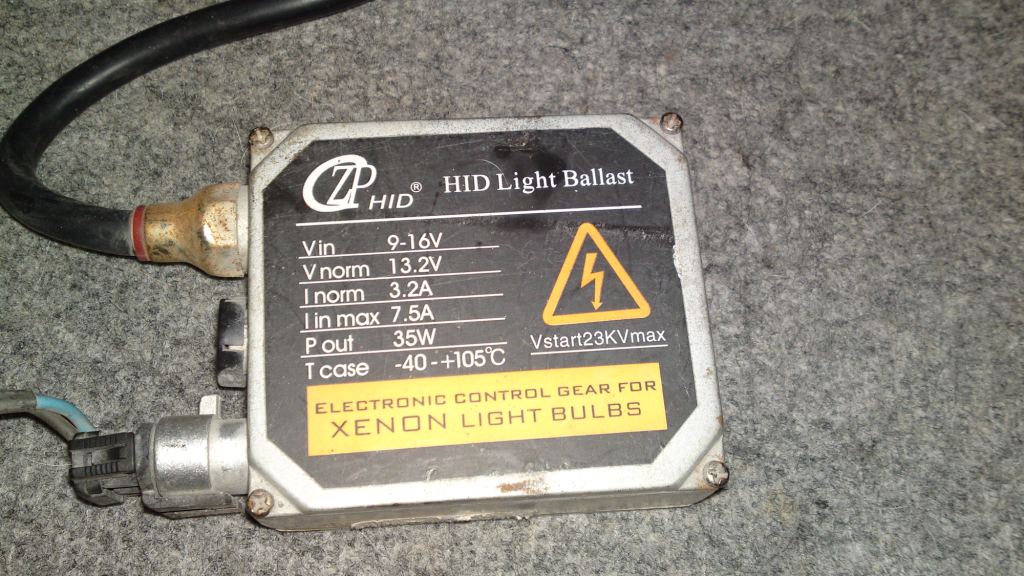 ZP HID® HID Light Ballast
Vin 9-16V
V norm 13.2V
I norm 3.2A
I in max 7.5A
P out 35W
T case -40-+105℃
Vstart23KVmax
ELECTRONIC CONTROL GEAR FOR
XENON LIGHT BULBS